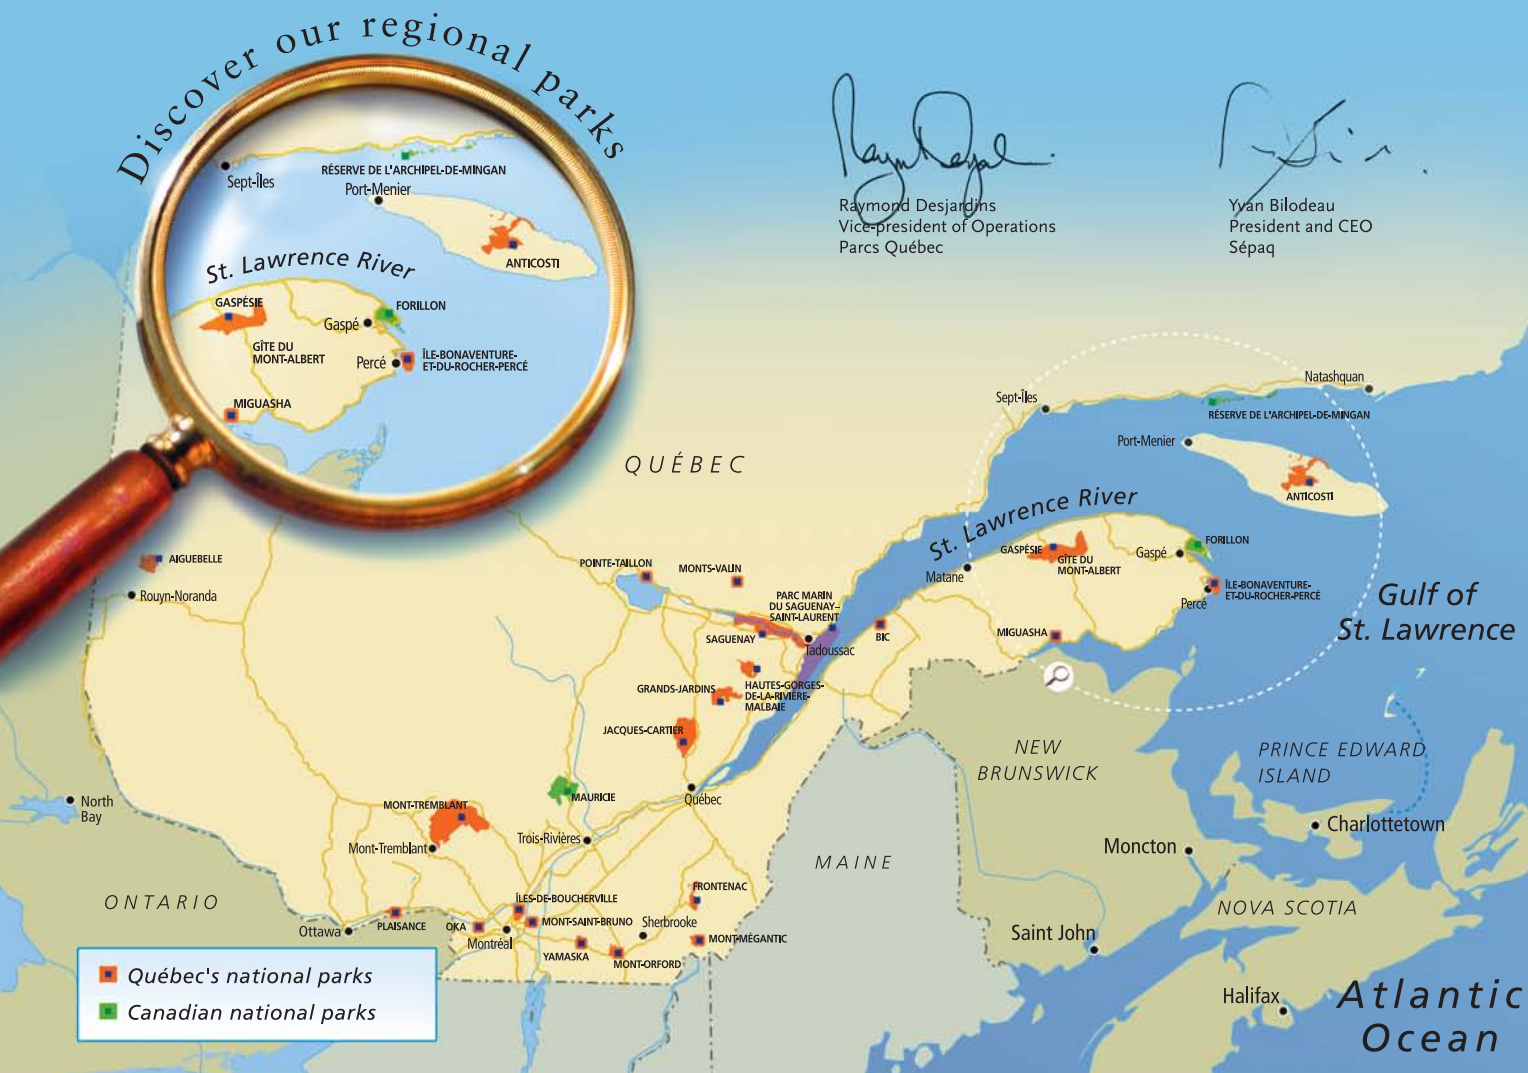 Discover our regional parks
Sept-Îles
RÉSERVE DE L'ARCHIPEL-DE-MINGAN
Port-Menier
ANTICOSTI
St. Lawrence River
GASPÉSIE
FORILLON
Gaspé
GÎTE DU
MONT-ALBERT
Percé
ÎLE-BONAVENTURE-
ET-DU-ROCHER-PERCÉ
MIGUASHA
Raymond Desjardins
Vice-president of Operations
Parcs Québec
Yvan Bilodeau
President and CEO
Sépaq
Natashquan
Sept-Îles
RÉSERVE DE L'ARCHIPEL-DE-MINGAN
Port-Menier
ANTICOSTI
QUÉBEC
St. Lawrence River
GASPÉSIE
GÎTE DU
MONT-ALBERT
Gaspé
FORILLON
Matane
Percé
ÎLE-BONAVENTURE-
ET-DU-ROCHER-PERCÉ
Gulf of
St. Lawrence
MIGUASHA
AIGUEBELLE
Rouyn-Noranda
POINTE-TAILLON
MONTS-VALIN
PARC MARIN
DU SAGUENAY–
SAINT-LAURENT
SAGUENAY
Tadoussac
BIC
GRANDS-JARDINS
HAUTES-GORGES-
DE-LA-RIVIÈRE-
MALBAIE
JACQUES-CARTIER
NEW
BRUNSWICK
PRINCE EDWARD
ISLAND
North
Bay
MONT-TREMBLANT
MAURICIE
Québec
Mont-Tremblant
Trois-Rivières
Charlottetown
Moncton
MAINE
ONTARIO
FRONTENAC
ÎLES-DE-BOUCHERVILLE
NOVA SCOTIA
Ottawa
PLAISANCE
OKA
Montréal
MONT-SAINT-BRUNO
Sherbrooke
MONT-MÉGANTIC
YAMASKA
MONT-ORFORD
Saint John
Halifax
Atlantic
Ocean
Québec's national parks
Canadian national parks